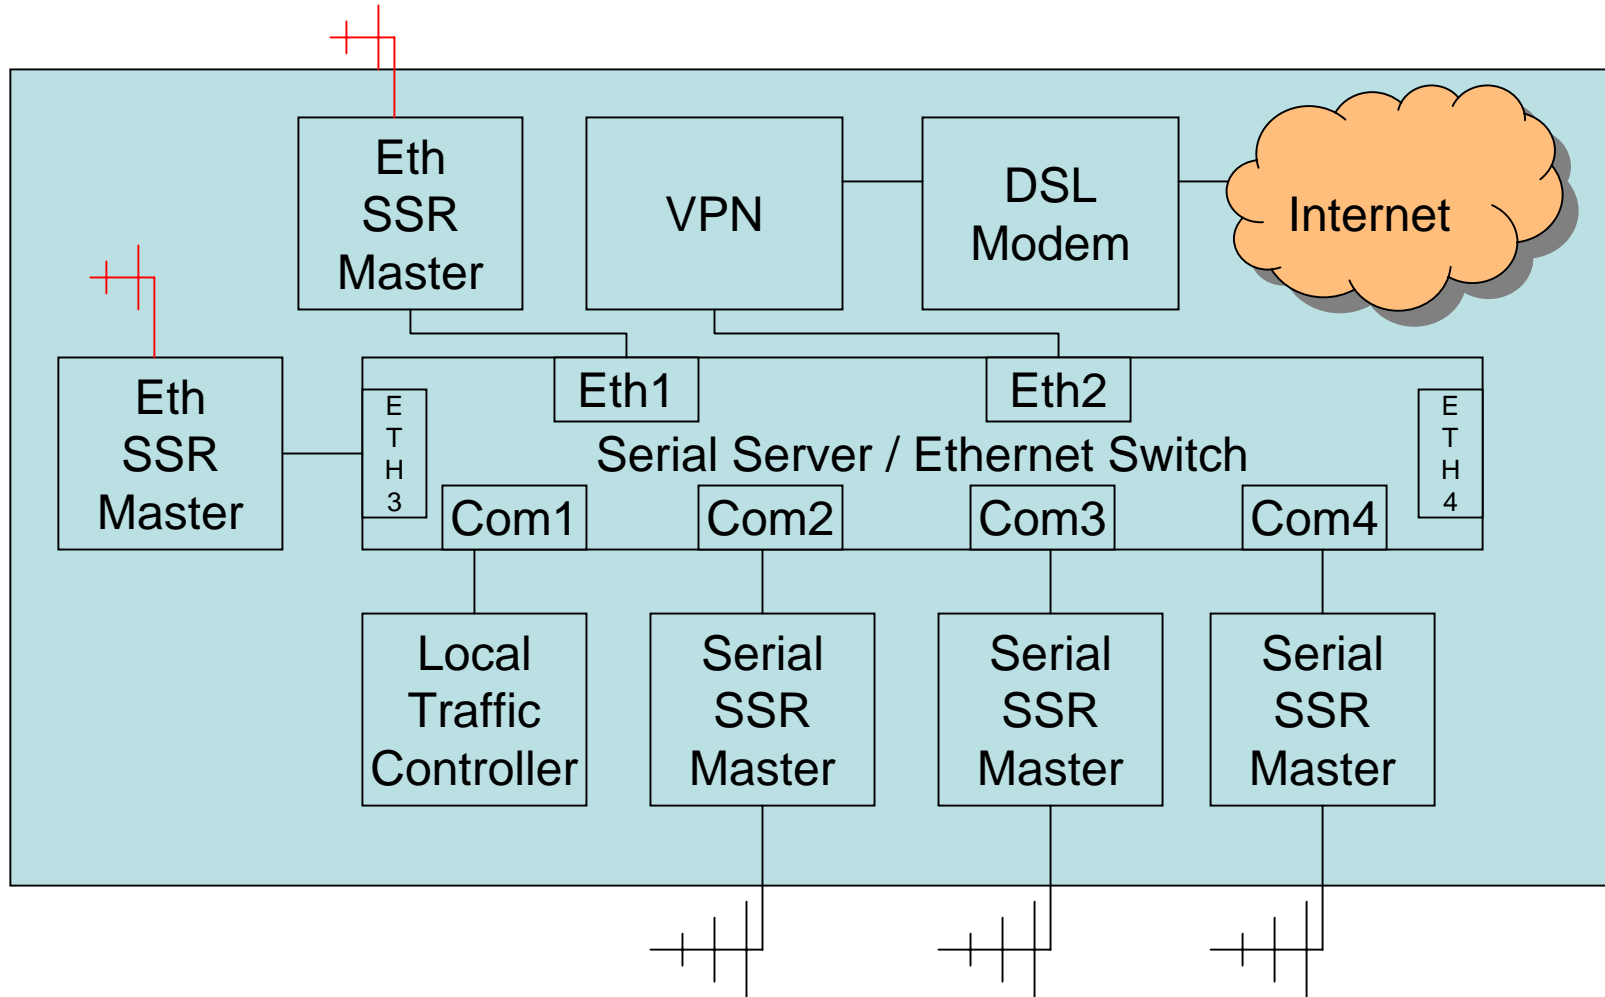 Eth
SSR
Master
VPN
DSL
Modem
Internet
Eth
SSR
Master
Eth1
Eth2
E
T
H
3
E
T
H
4
Serial Server / Ethernet Switch
Com1
Com2
Com3
Com4
Local
Traffic
Controller
Serial
SSR
Master
Serial
SSR
Master
Serial
SSR
Master